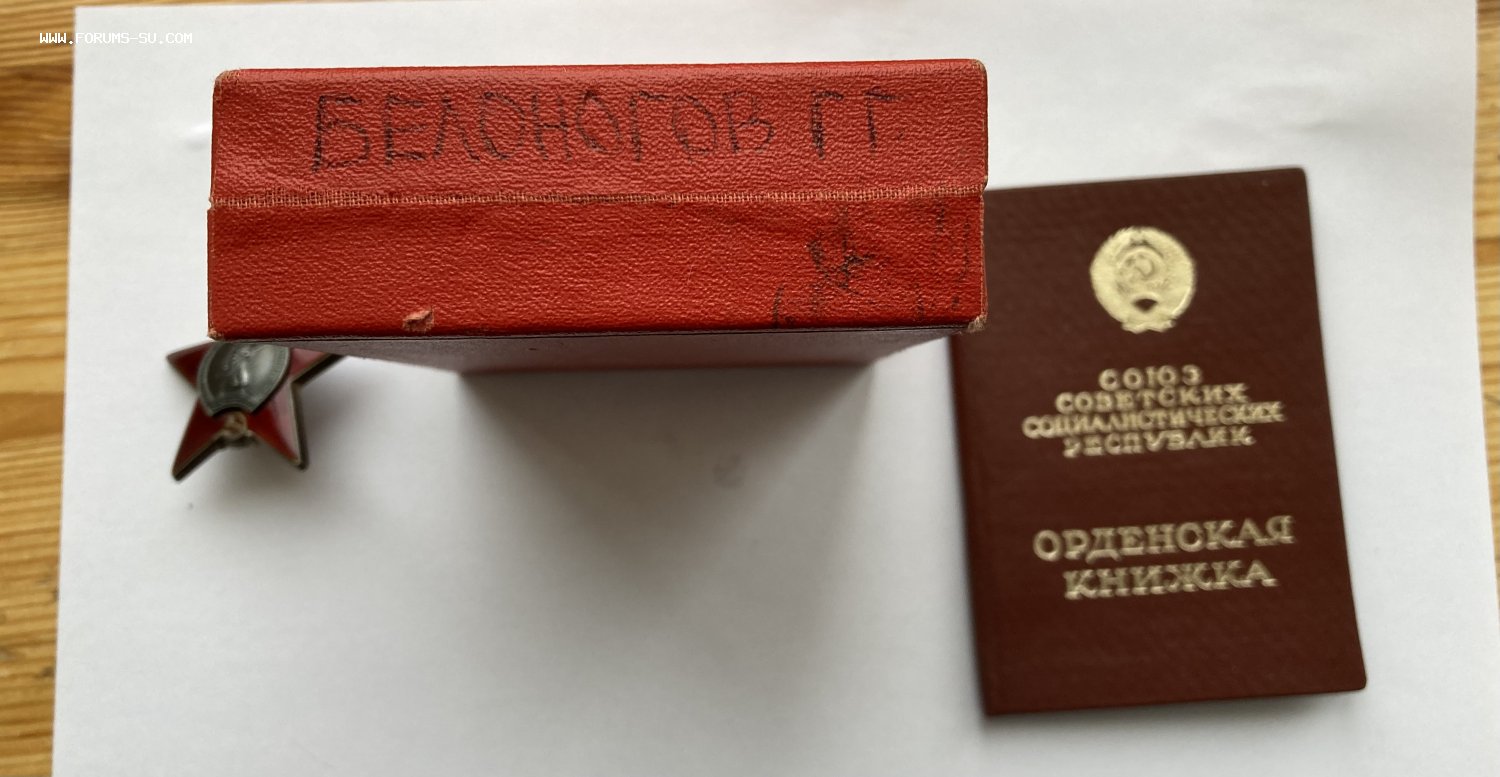 WWW.FORUMS-SU.COM
БЕЛОНОГОВ Г.Г.
СОЮЗ
СОВЕТСКИХ
СОЦИАЛИСТИЧЕСКИХ
РЕСПУБЛИК
ОРДЕНСКАЯ
КНИЖКА